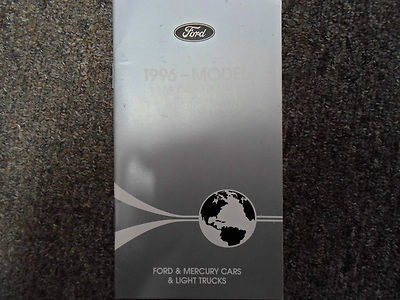 Ford
1996-MODEL
FORD & MERCURY CARS
& LIGHT TRUCKS